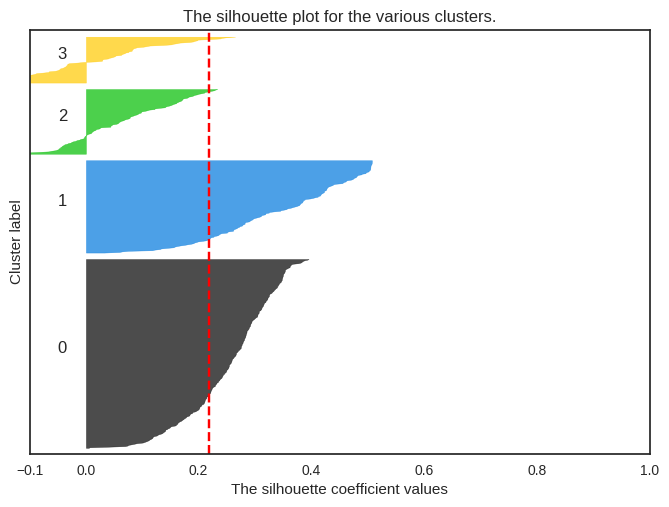 The silhouette plot for the various clusters.
3
2
1
0
Cluster label
−0.1 0.0 0.2 0.4 0.6 0.8 1.0
The silhouette coefficient values